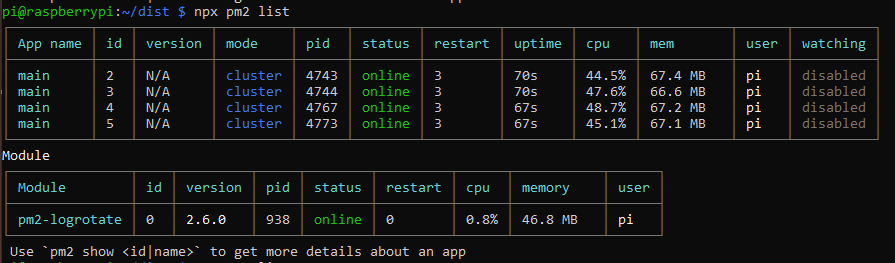 pi@raspberrypi:~/dist $ npx pm2 list
App name id version mode pid status restart uptime cpu mem user watching
main 2 N/A cluster 4743 online 3 70s 44.5% 67.4 MB pi disabled
main 3 N/A cluster 4744 online 3 70s 47.6% 66.6 MB pi disabled
main 4 N/A cluster 4767 online 3 67s 48.7% 67.2 MB pi disabled
main 5 N/A cluster 4773 online 3 67s 45.1% 67.1 MB pi disabled
Module
Module id version pid status restart cpu memory user
pm2-logrotate 0 2.6.0 938 online 0 0.8% 46.8 MB pi
Use `pm2 show <id|name>` to get more details about an app